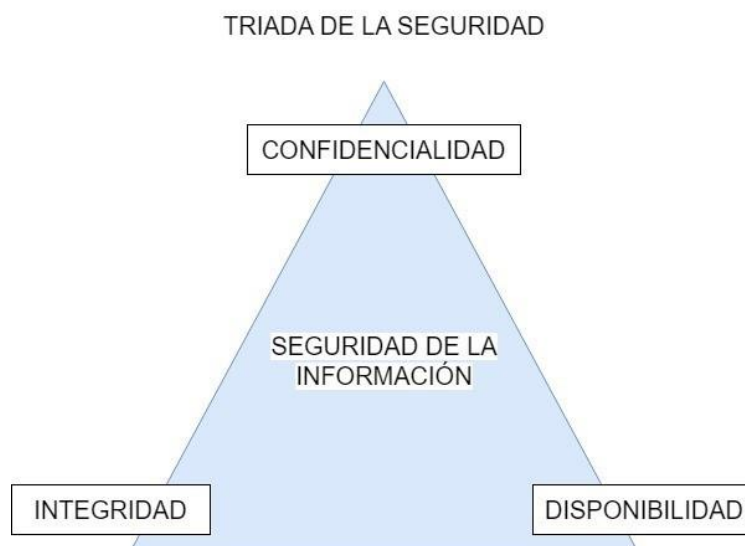 TRIADA DE LA SEGURIDAD
CONFIDENCIALIDAD
SEGURIDAD DE LA
INFORMACIÓN
INTEGRIDAD
DISPONIBILIDAD